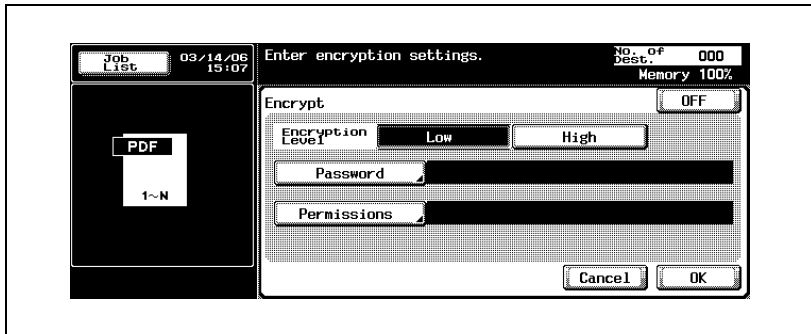 Job List
03/14/06
15:07
Enter encryption settings.
No. of Dest. 000
Memory 100%
PDF
1~N
Encrypt
OFF
Encryption Level
Low
High
Password
Permissions
Cancel
OK